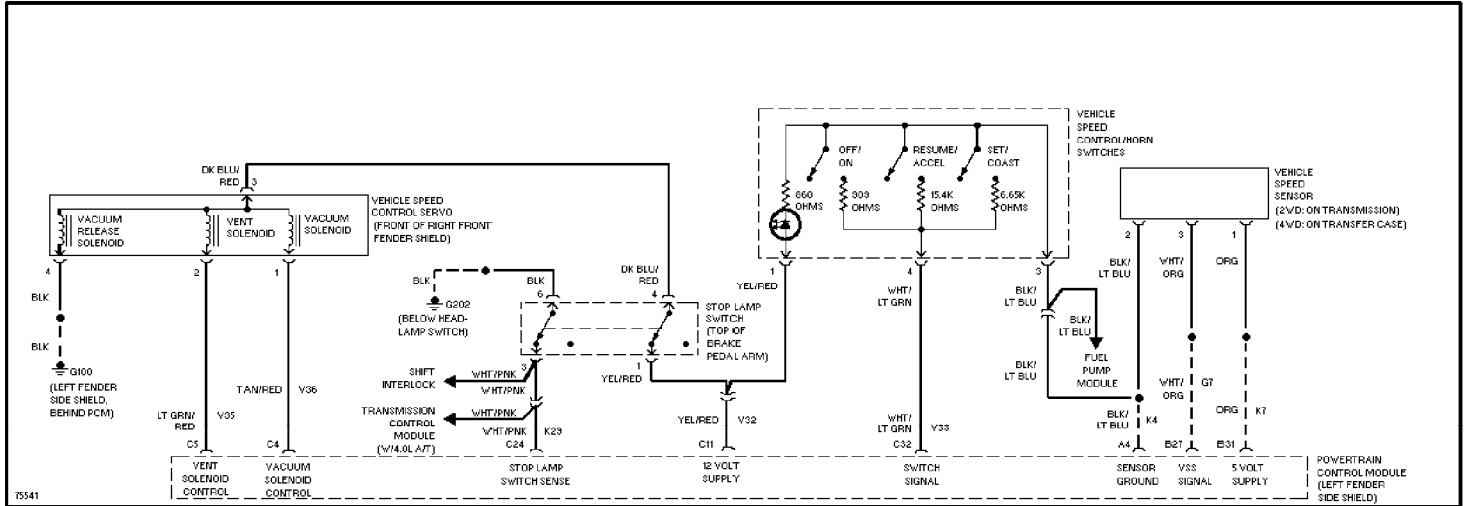 VEHICLE
SPEED
CONTROL/HORN
SWITCHES
OFF/
ON
RESUME/
ACCEL
SET/
COAST
860
OHMS
909
OHMS
15.4K
OHMS
6.65K
OHMS
VEHICLE
SPEED
SENSOR
(2WD: ON TRANSMISSION)
(4WD: ON TRANSFER CASE)
DK BLU/
RED
3
VACUUM
RELEASE
SOLENOID
VENT
SOLENOID
VACUUM
SOLENOID
VEHICLE SPEED
CONTROL SERVO
(FRONT OF RIGHT FRONT
FENDER SHIELD)
4
2
1
BLK
BLK
G100
(LEFT FENDER
SIDE SHIELD,
BEHIND PCM)
BLK
BLK
6
G202
(BELOW HEAD-
LAMP SWITCH)
DK BLU/
RED
4
STOP LAMP
SWITCH
(TOP OF
BRAKE
PEDAL ARM)
3
1
YEL/RED
SHIFT
INTERLOCK
WHT/PNK
WHT/PNK
TRANSMISSION
CONTROL
MODULE
(W/4.0L A/T)
WHT/PNK
WHT/PNK
K29
1
YEL/RED
4
WHT/
LT GRN
3
BLK/
LT BLU
BLK/
LT BLU
FUEL
PUMP
MODULE
BLK/
LT BLU
2
3
1
BLK/
LT BLU
WHT/
ORG
ORG
LT GRN/
RED
V35
TAN/RED
V36
YEL/RED
V32
WHT/
LT GRN
V33
BLK/
LT BLU
K4
WHT/
ORG
G7
ORG
K7
C5
C4
C24
C11
C32
A4
B27
B31
VENT
SOLENOID
CONTROL
VACUUM
SOLENOID
CONTROL
STOP LAMP
SWITCH SENSE
12 VOLT
SUPPLY
SWITCH
SIGNAL
SENSOR
GROUND
VSS
SIGNAL
5 VOLT
SUPPLY
POWERTRAIN
CONTROL MODULE
(LEFT FENDER
SIDE SHIELD)
75541